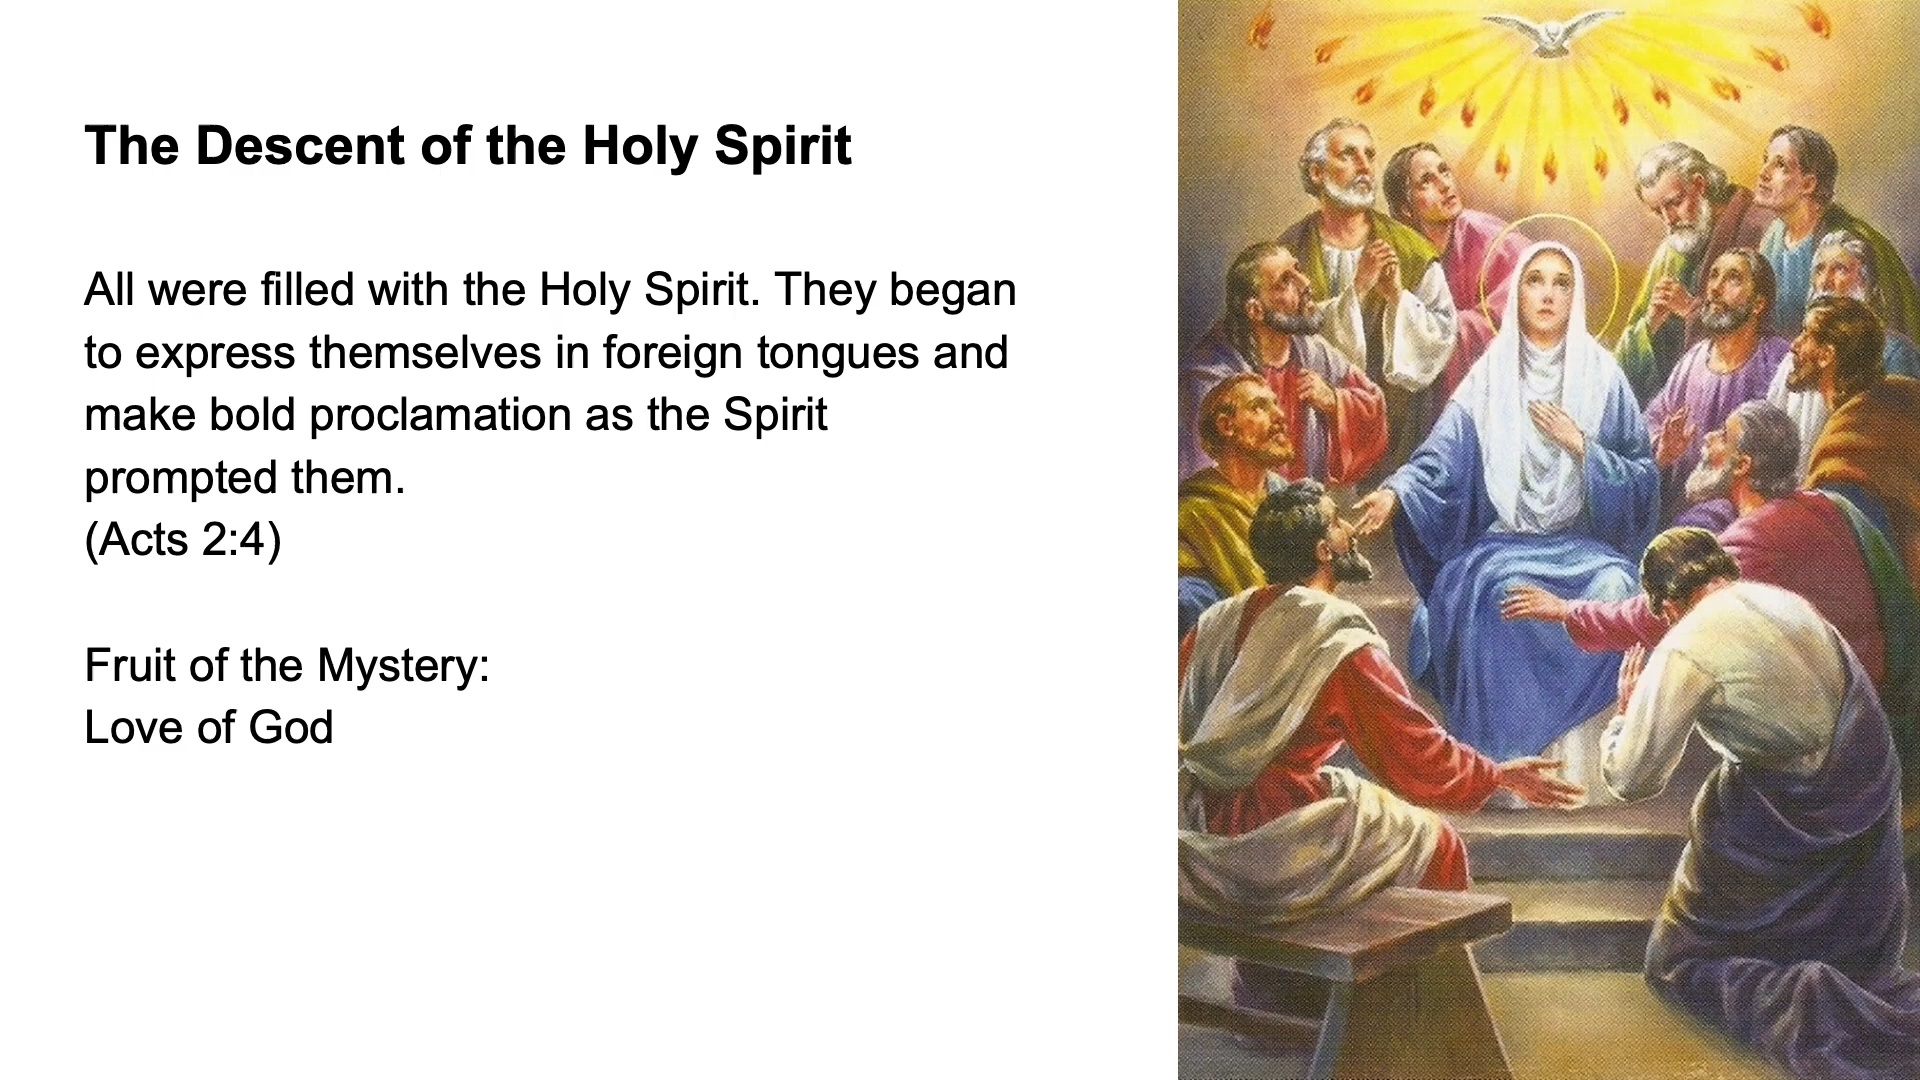 The Descent of the Holy Spirit
All were filled with the Holy Spirit. They began
to express themselves in foreign tongues and
make bold proclamation as the Spirit
prompted them.
(Acts 2:4)
Fruit of the Mystery:
Love of God